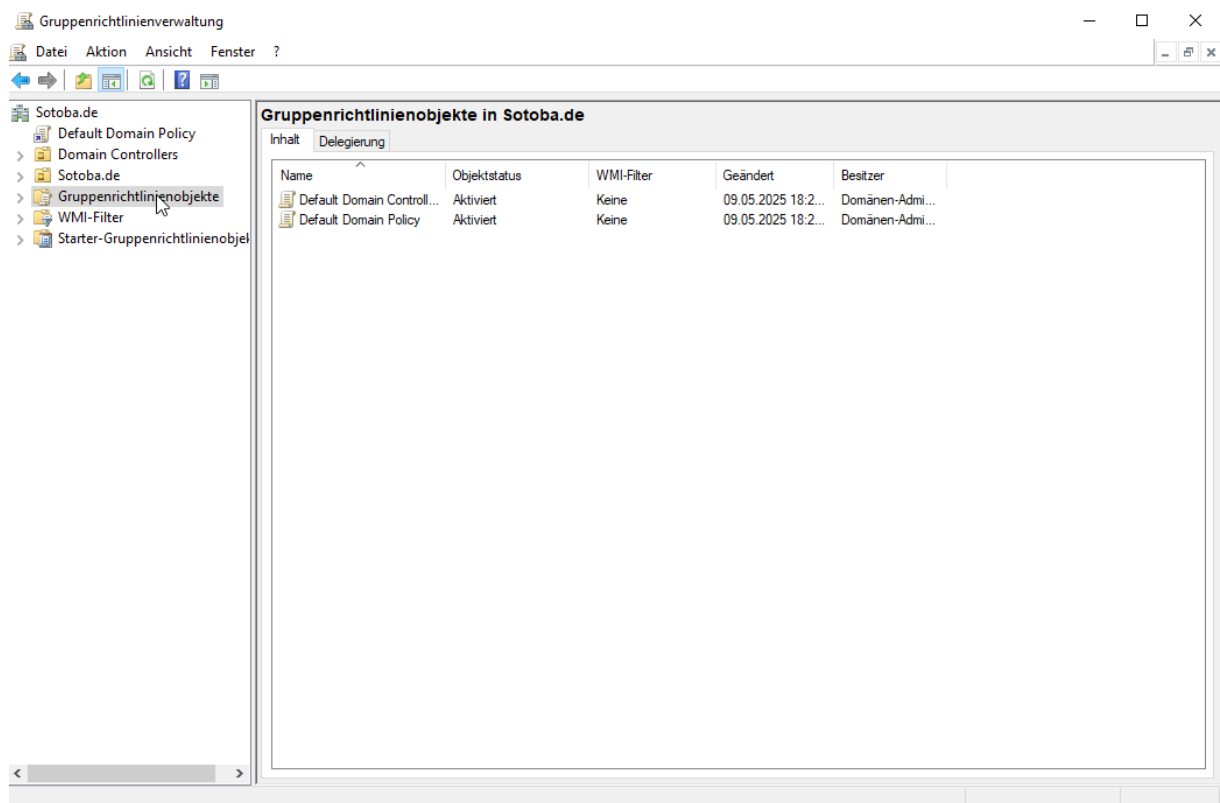 Gruppenrichtlinienverwaltung
Datei Aktion Ansicht Fenster ?
Sotoba.de
Default Domain Policy
Domain Controllers
Sotoba.de
Gruppenrichtlinienobjekte
WMI-Filter
Starter-Gruppenrichtlinienobjek
Gruppenrichtlinienobjekte in Sotoba.de
Inhalt Delegierung
Name Objektstatus WMI-Filter Geändert Besitzer
Default Domain Controll... Aktiviert Keine 09.05.2025 18:2... Domänen-Admi...
Default Domain Policy Aktiviert Keine 09.05.2025 18:2... Domänen-Admi...